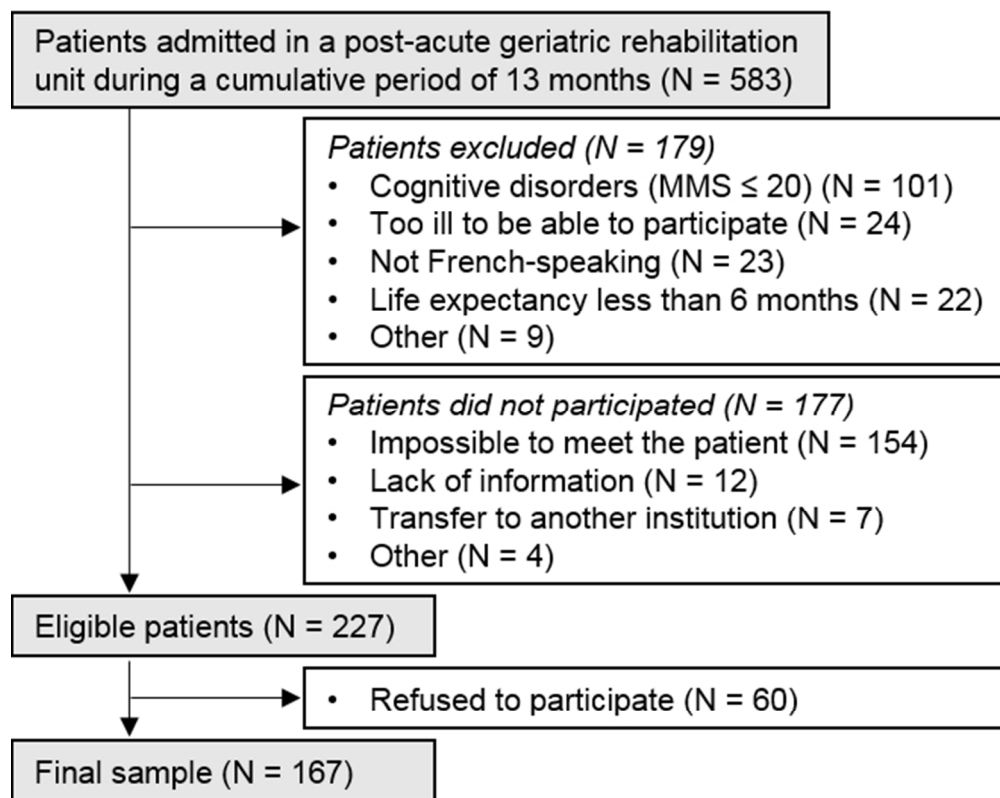 Patients admitted in a post-acute geriatric rehabilitation
unit during a cumulative period of 13 months (N = 583)
Patients excluded (N = 179)
• Cognitive disorders (MMS ≤ 20) (N = 101)
• Too ill to be able to participate (N = 24)
• Not French-speaking (N = 23)
• Life expectancy less than 6 months (N = 22)
• Other (N = 9)
Patients did not participated (N = 177)
• Impossible to meet the patient (N = 154)
• Lack of information (N = 12)
• Transfer to another institution (N = 7)
• Other (N = 4)
Eligible patients (N = 227)
• Refused to participate (N = 60)
Final sample (N = 167)